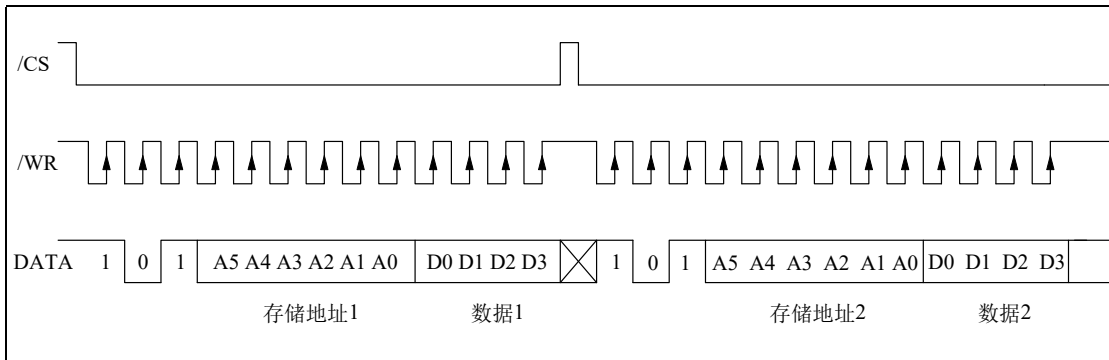 /CS
/WR
DATA 1 0 1 A5 A4 A3 A2 A1 A0 D0 D1 D2 D3 1 0 1 A5 A4 A3 A2 A1 A0 D0 D1 D2 D3
存储地址1 数据1 存储地址2 数据2